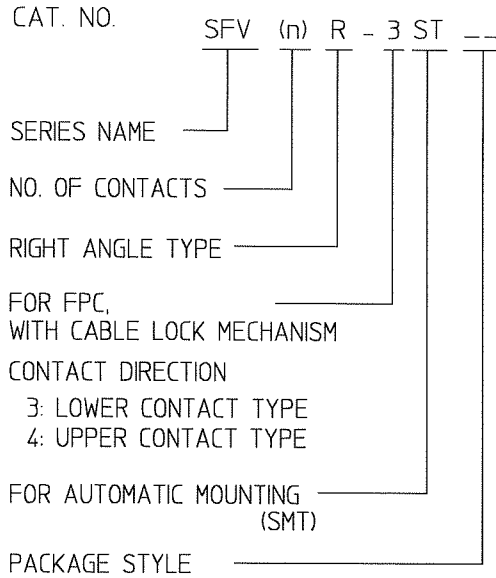 CAT. NO.
SFV (n) R - 3 ST __
SERIES NAME
NO. OF CONTACTS
RIGHT ANGLE TYPE
FOR FPC,
WITH CABLE LOCK MECHANISM
CONTACT DIRECTION
3: LOWER CONTACT TYPE
4: UPPER CONTACT TYPE
FOR AUTOMATIC MOUNTING
(SMT)
PACKAGE STYLE